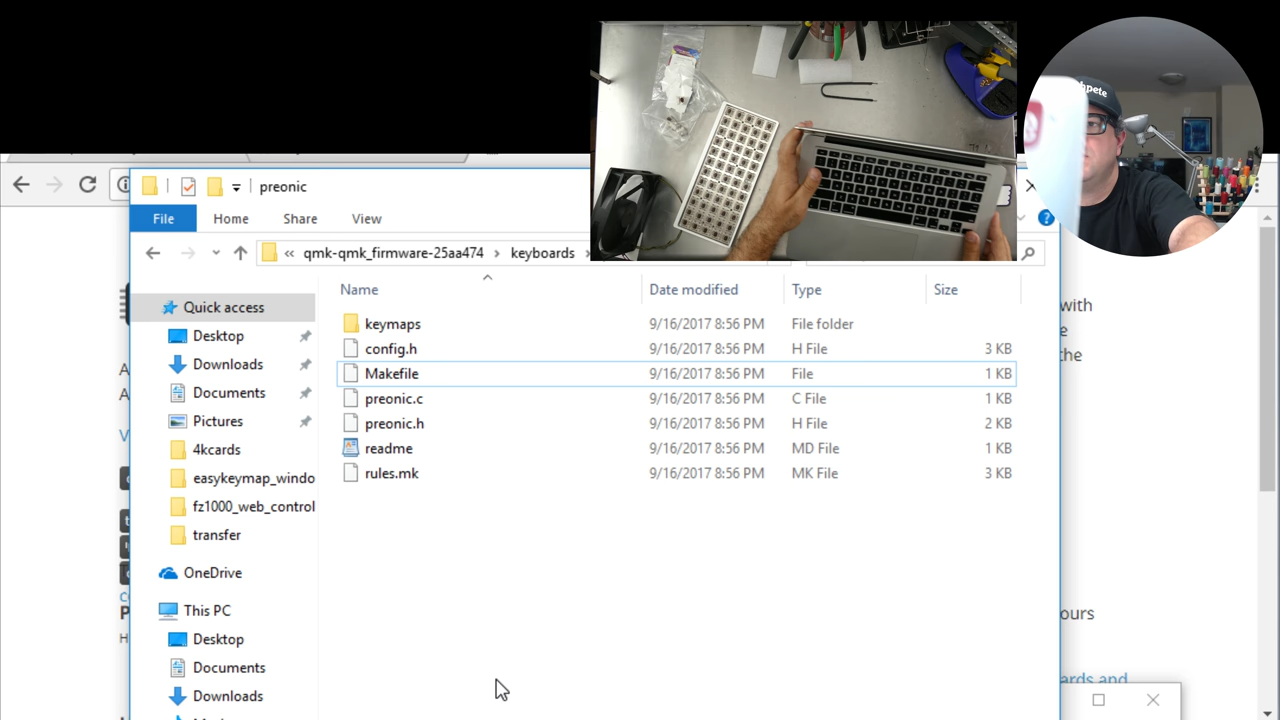 preonic
File Home Share View
« qmk-qmk_firmware-25aa474 › keyboards ›
Name Date modified Type Size
Quick access
Desktop
Downloads
Documents
Pictures
4kcards
easykeymap_windo
fz1000_web_control
transfer
OneDrive
This PC
Desktop
Documents
Downloads
keymaps 9/16/2017 8:56 PM File folder
config.h 9/16/2017 8:56 PM H File 3 KB
Makefile 9/16/2017 8:56 PM File 1 KB
preonic.c 9/16/2017 8:56 PM C File 1 KB
preonic.h 9/16/2017 8:56 PM H File 2 KB
readme 9/16/2017 8:56 PM MD File 1 KB
rules.mk 9/16/2017 8:56 PM MK File 3 KB
with
the
ours
ards and
pete